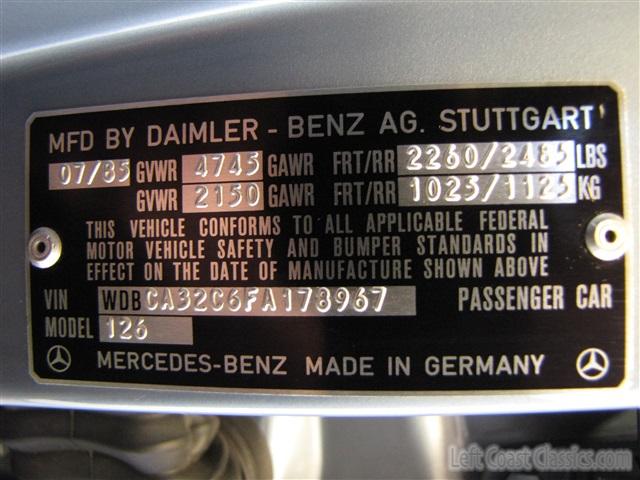 MFD BY DAIMLER - BENZ AG. STUTTGART
07/85 GVWR 4745 GAWR FRT/RR 2260/2485 LBS
GVWR 2150 GAWR FRT/RR 1025/1125 KG
THIS VEHICLE CONFORMS TO ALL APPLICABLE FEDERAL
MOTOR VEHICLE SAFETY AND BUMPER STANDARDS IN
EFFECT ON THE DATE OF MANUFACTURE SHOWN ABOVE
VIN WDBCA32C6FA178967 PASSENGER CAR
MODEL 126
MERCEDES-BENZ MADE IN GERMANY
Left Coast Classics.com